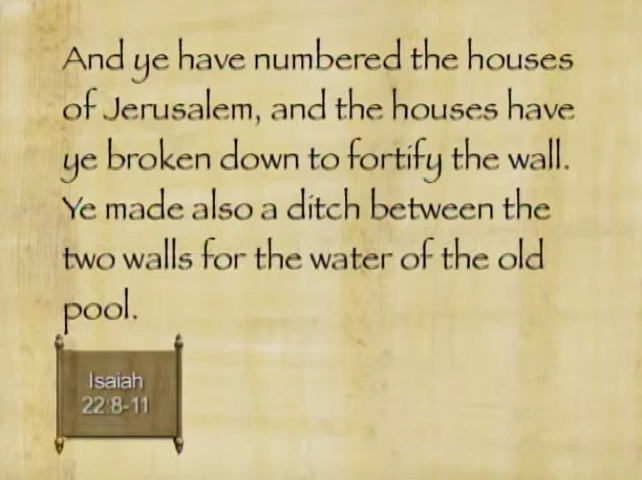 And ye have numbered the houses
of Jerusalem, and the houses have
ye broken down to fortify the wall.
Ye made also a ditch between the
two walls for the water of the old
pool.
Isaiah
22:8-11